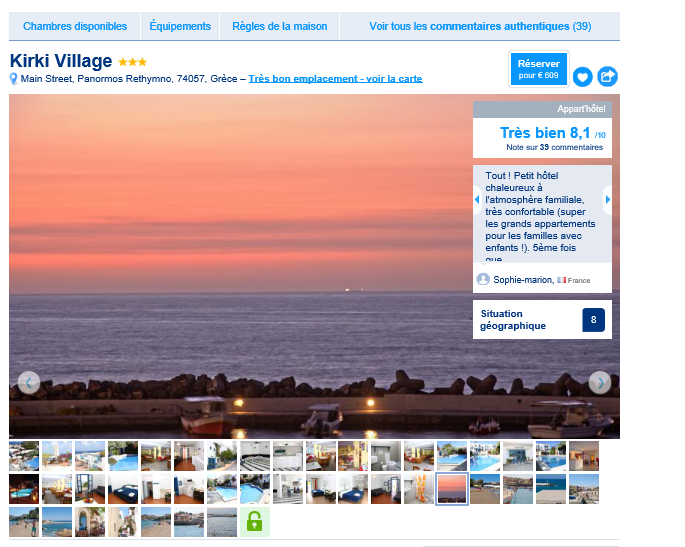 Chambres disponibles Équipements Règles de la maison Voir tous les commentaires authentiques (39)
Kirki Village
Réserver
pour € 609
Main Street, Panormos Rethymno, 74057, Grèce – Très bon emplacement - voir la carte
Appart'hôtel
Très bien 8,1 /10
Note sur 39 commentaires
Tout ! Petit hôtel
chaleureux à
l'atmosphère familiale,
très confortable (super
les grands appartements
pour les familles avec
enfants !). 5ème fois
que
Sophie-marion, France
Situation
géographique
8